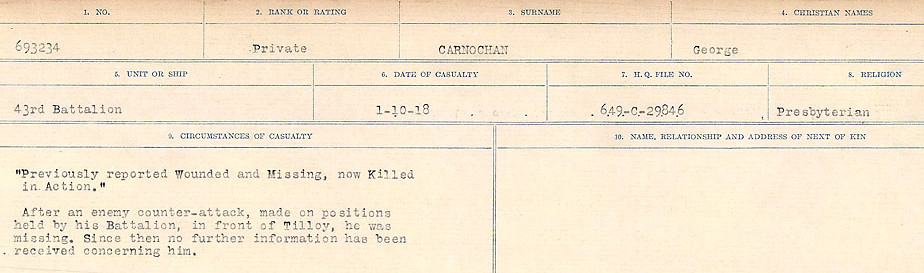 1. NO. 2. RANK OR RATING 3. SURNAME 4. CHRISTIAN NAMES
693234 Private CARNOCHAN George
5. UNIT OR SHIP 6. DATE OF CASUALTY 7. H.Q. FILE NO. 8. RELIGION
43rd Battalion 1-10-18 649-C-29846 Presbyterian
9. CIRCUMSTANCES OF CASUALTY 10. NAME, RELATIONSHIP AND ADDRESS OF NEXT OF KIN
"Previously reported Wounded and Missing, now Killed
in Action."
After an enemy counter-attack, made on positions
held by his Battalion, in front of Tilloy, he was
missing. Since then no further information has been
received concerning him.